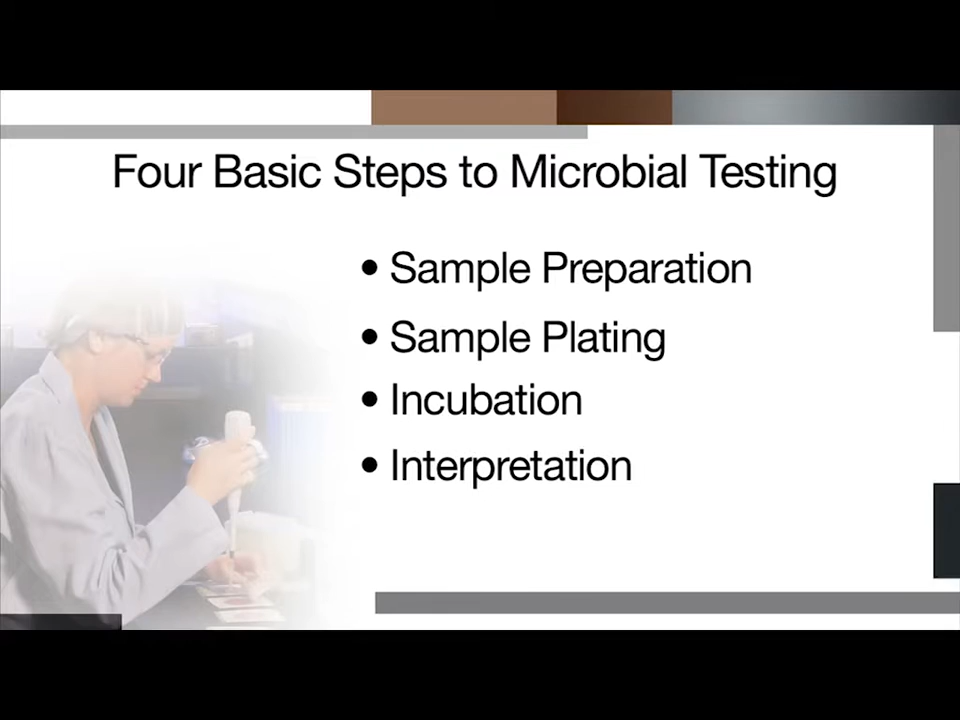 Four Basic Steps to Microbial Testing
• Sample Preparation
• Sample Plating
• Incubation
• Interpretation